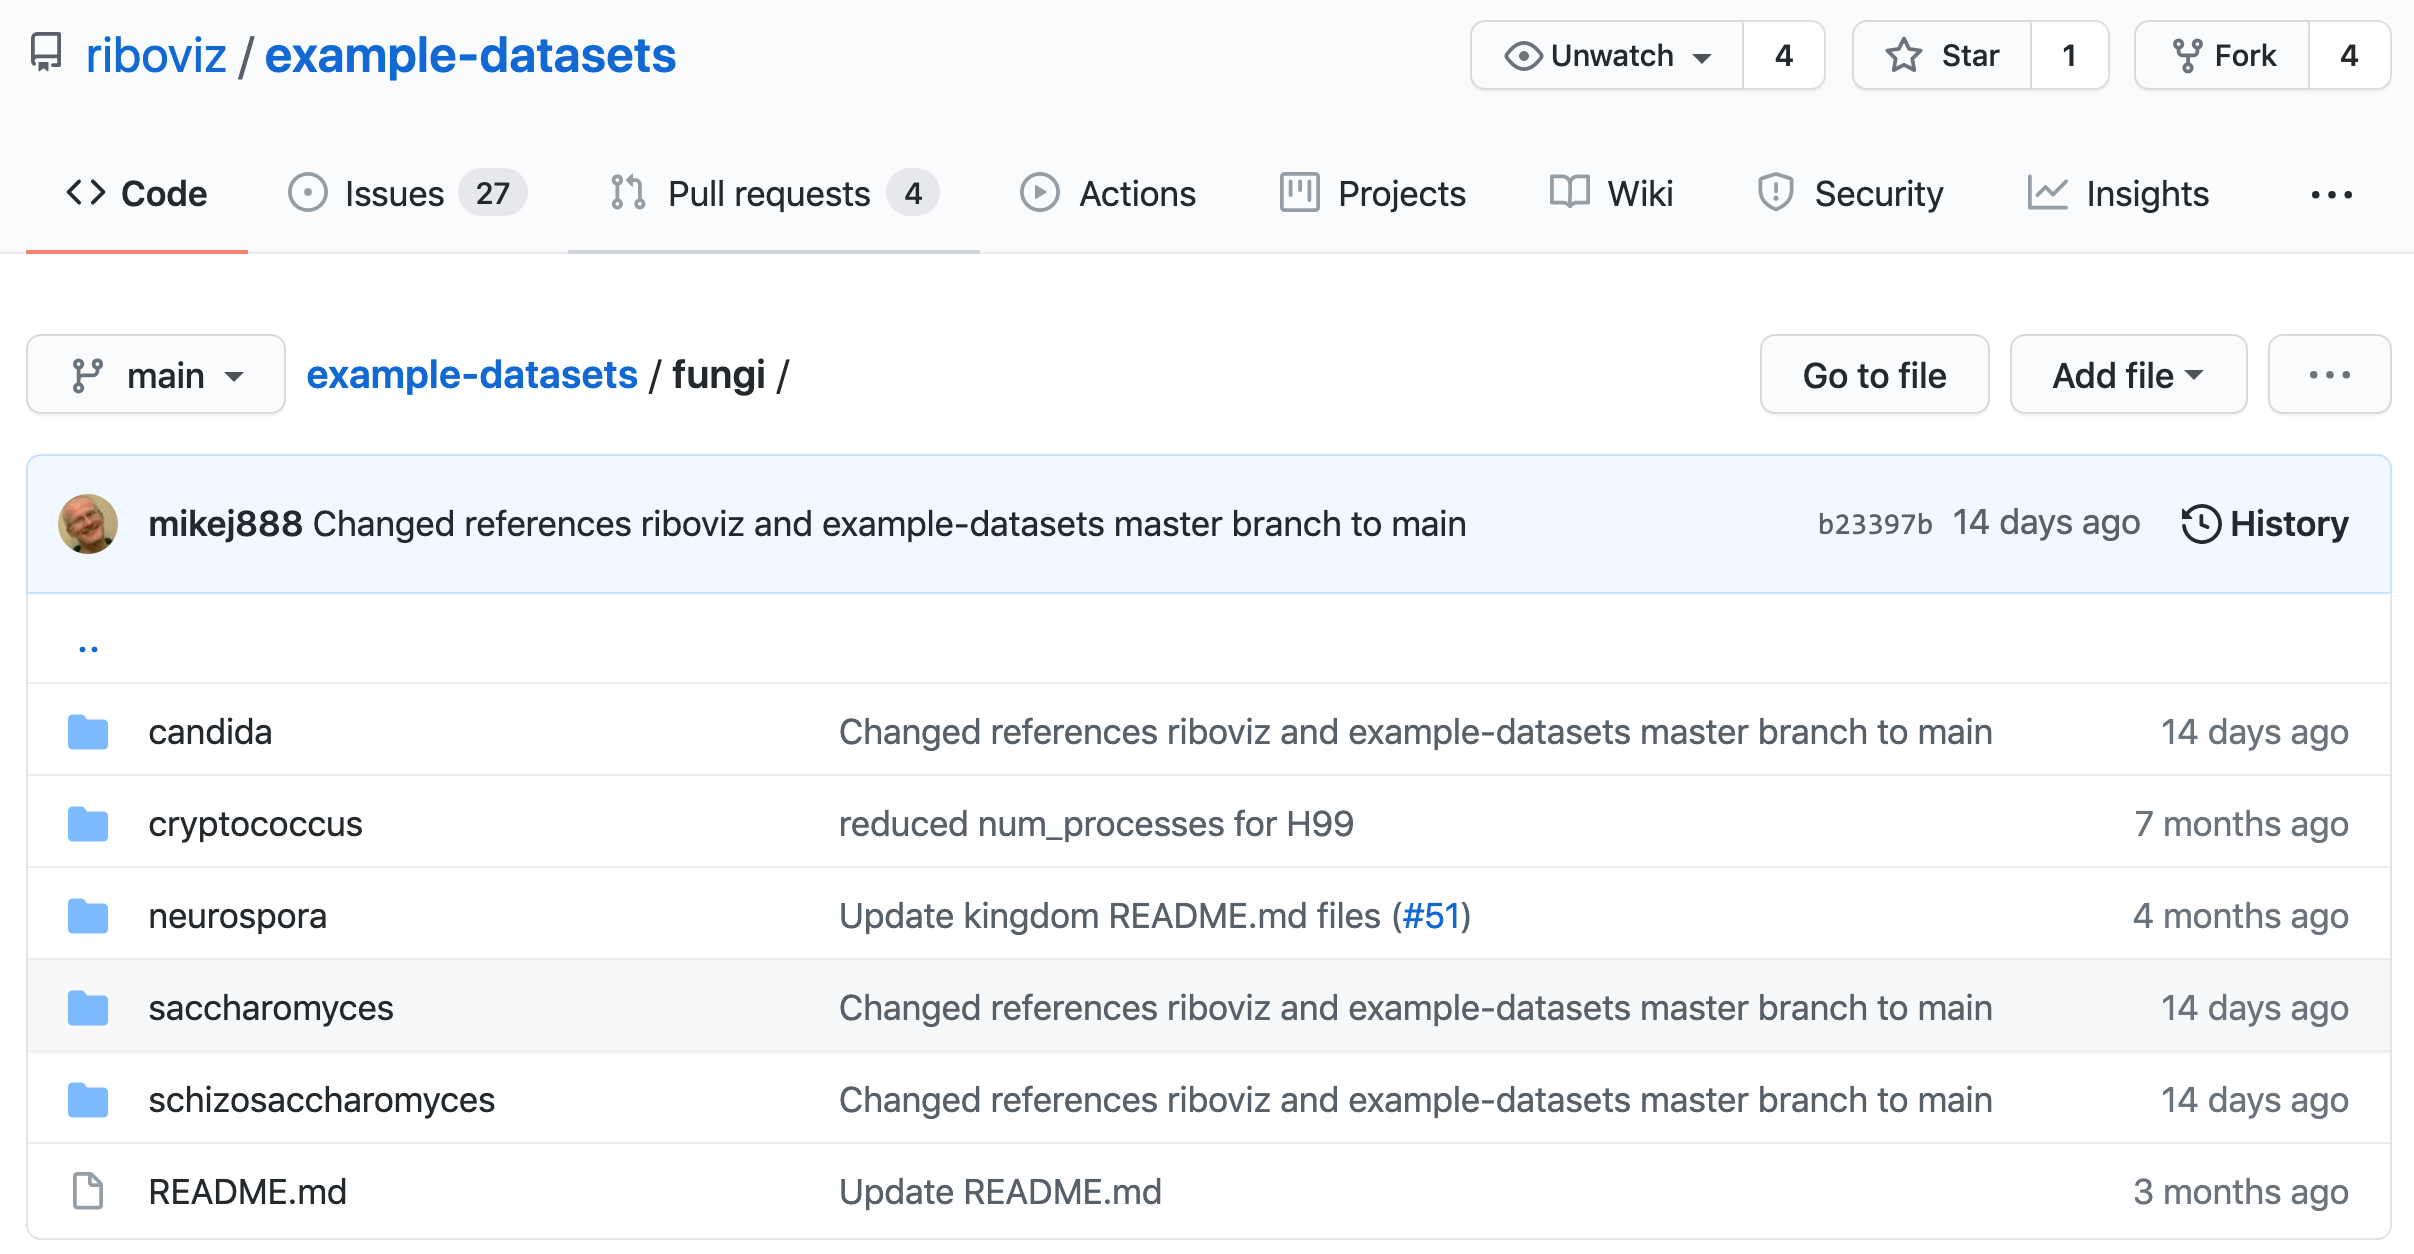 riboviz / example-datasets Unwatch 4 Star 1 Fork 4
Code Issues 27 Pull requests 4 Actions Projects Wiki Security Insights ...
main example-datasets / fungi / Go to file Add file ...
mikej888 Changed references riboviz and example-datasets master branch to main b23397b 14 days ago History
..
candida Changed references riboviz and example-datasets master branch to main 14 days ago
cryptococcus reduced num_processes for H99 7 months ago
neurospora Update kingdom README.md files (#51) 4 months ago
saccharomyces Changed references riboviz and example-datasets master branch to main 14 days ago
schizosaccharomyces Changed references riboviz and example-datasets master branch to main 14 days ago
README.md Update README.md 3 months ago